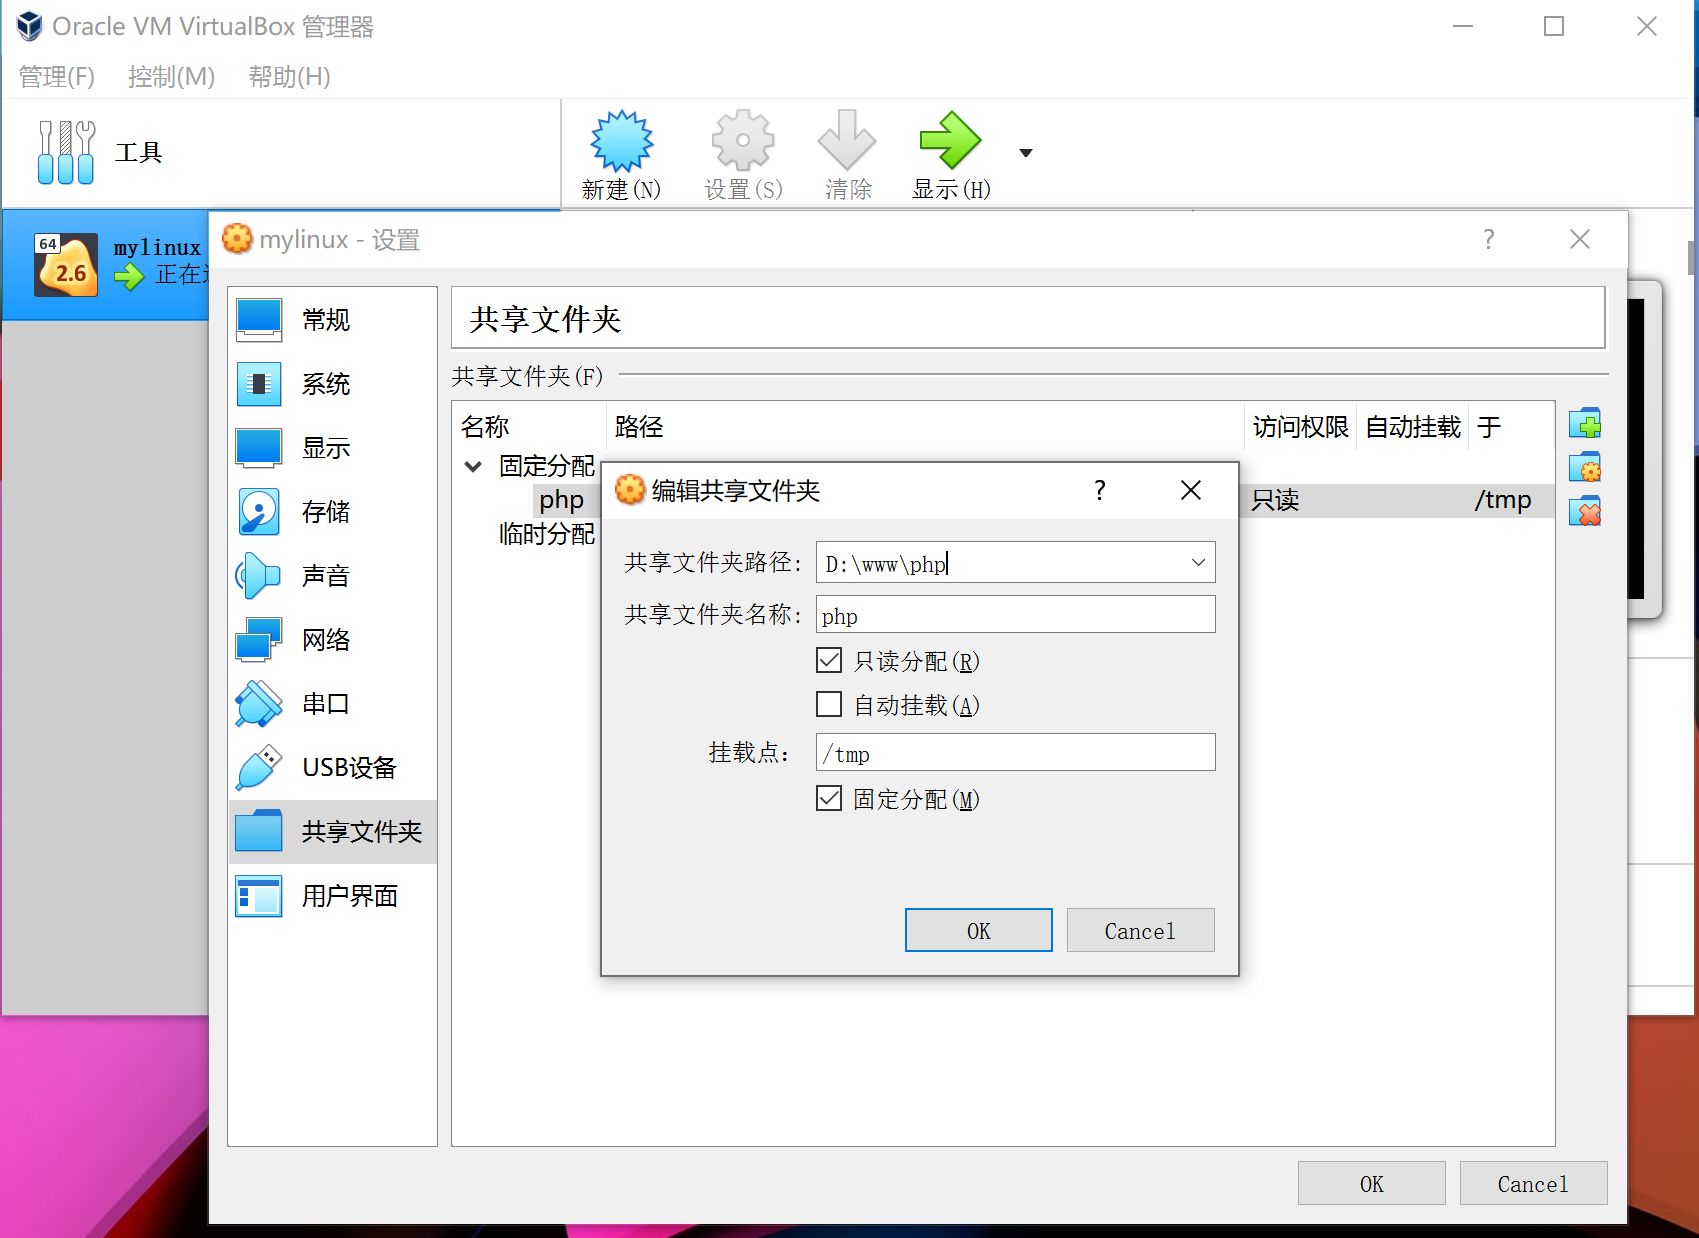 Oracle VM VirtualBox 管理器
管理(F) 控制(M) 帮助(H)
工具
新建(N) 设置(S) 清除 显示(H)
64
2.6
mylinux
正在
mylinux - 设置
?
常规
系统
显示
存储
声音
网络
串口
USB设备
共享文件夹
用户界面
共享文件夹
共享文件夹(F)
名称 路径 访问权限 自动挂载 于
固定分配
php 只读 /tmp
临时分配
编辑共享文件夹
?
共享文件夹路径: D:\www\php
共享文件夹名称: php
只读分配(R)
自动挂载(A)
挂载点: /tmp
固定分配(M)
OK Cancel
OK Cancel